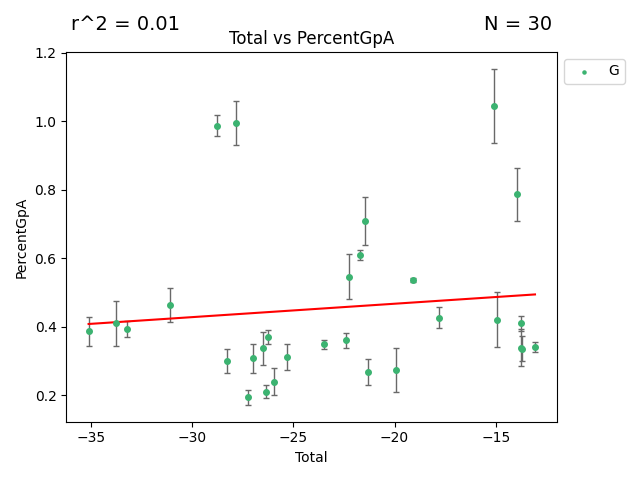 r^2 = 0.01
N = 30
Total vs PercentGpA
G
PercentGpA
1.2
1.0
0.8
0.6
0.4
0.2
−35
−30
−25
−20
−15
Total